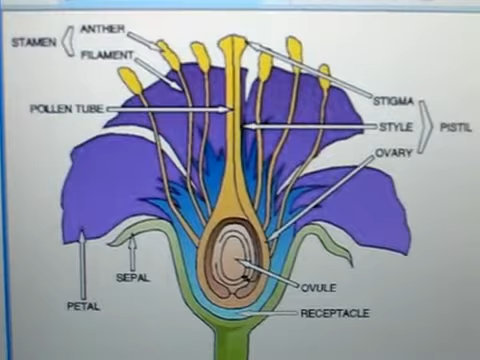 ANTHER
STAMEN
FILAMENT
POLLEN TUBE
STIGMA
STYLE
PISTIL
OVARY
SEPAL
PETAL
OVULE
RECEPTACLE